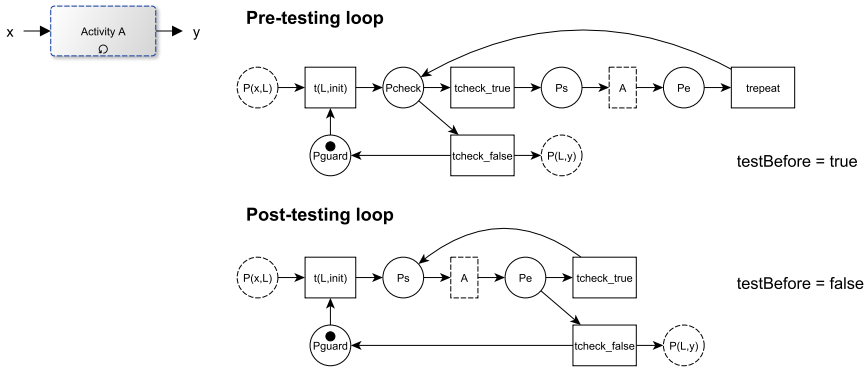 Pre-testing loop
x
Activity A
y
P(x,L)
t(L,init)
Pcheck
tcheck_true
Ps
A
Pe
trepeat
Pguard
tcheck_false
P(L,y)
testBefore = true
Post-testing loop
P(x,L)
t(L,init)
Ps
A
Pe
tcheck_true
testBefore = false
Pguard
tcheck_false
P(L,y)